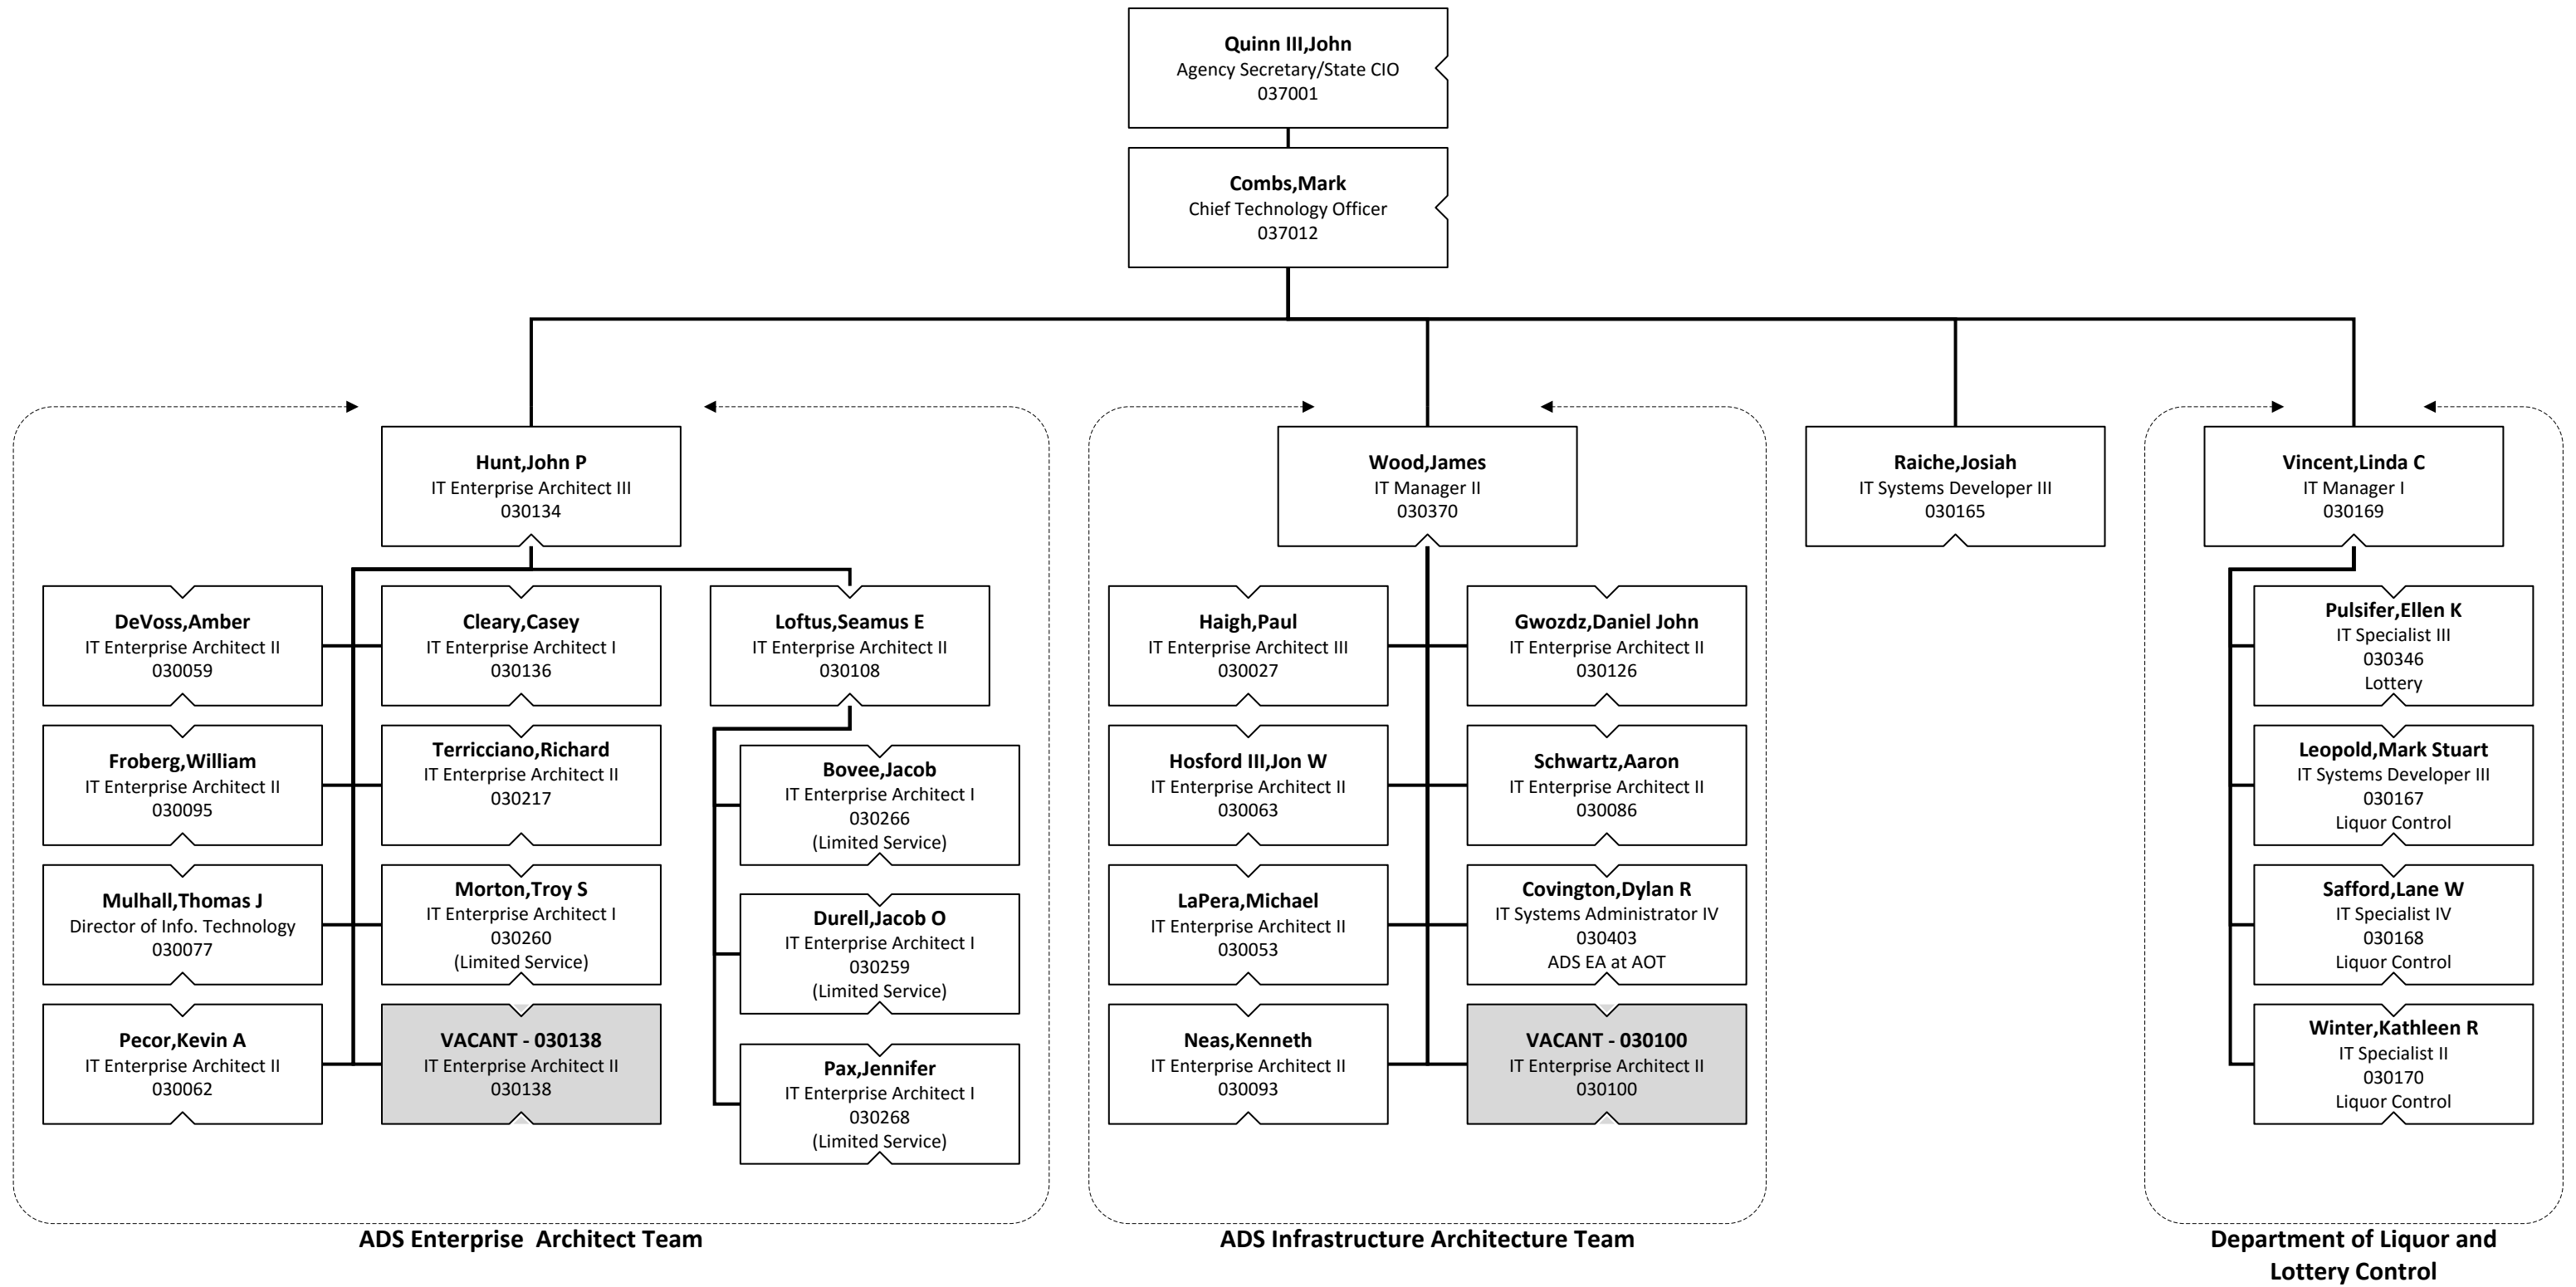 Quinn III,John
Agency Secretary/State CIO
037001
Combs,Mark
Chief Technology Officer
037012
Hunt,John P
IT Enterprise Architect III
030134
Wood,James
IT Manager II
030370
Raiche,Josiah
IT Systems Developer III
030165
Vincent,Linda C
IT Manager I
030169
DeVoss,Amber
IT Enterprise Architect II
030059
Cleary,Casey
IT Enterprise Architect I
030136
Loftus,Seamus E
IT Enterprise Architect II
030108
Froberg,William
IT Enterprise Architect II
030095
Terricciano,Richard
IT Enterprise Architect II
030217
Bovee,Jacob
IT Enterprise Architect I
030266
(Limited Service)
Mulhall,Thomas J
Director of Info. Technology
030077
Morton,Troy S
IT Enterprise Architect I
030260
(Limited Service)
Durell,Jacob O
IT Enterprise Architect I
030259
(Limited Service)
Pecor,Kevin A
IT Enterprise Architect II
030062
VACANT - 030138
IT Enterprise Architect II
030138
Pax,Jennifer
IT Enterprise Architect I
030268
(Limited Service)
ADS Enterprise  Architect Team
Haigh,Paul
IT Enterprise Architect III
030027
Gwozdz,Daniel John
IT Enterprise Architect II
030126
Hosford III,Jon W
IT Enterprise Architect II
030063
Schwartz,Aaron
IT Enterprise Architect II
030086
LaPera,Michael
IT Enterprise Architect II
030053
Covington,Dylan R
IT Systems Administrator IV
030403
ADS EA at AOT
Neas,Kenneth
IT Enterprise Architect II
030093
VACANT - 030100
IT Enterprise Architect II
030100
ADS Infrastructure Architecture Team
Pulsifer,Ellen K
IT Specialist III
030346
Lottery
Leopold,Mark Stuart
IT Systems Developer III
030167
Liquor Control
Safford,Lane W
IT Specialist IV
030168
Liquor Control
Winter,Kathleen R
IT Specialist II
030170
Liquor Control
Department of Liquor and
Lottery Control